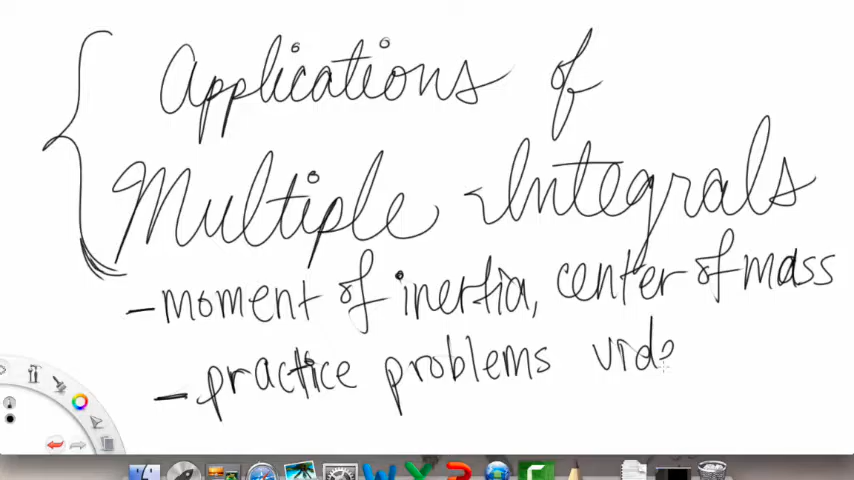 Applications of
Multiple Integrals
- moment of inertia, center of mass
- practice problems